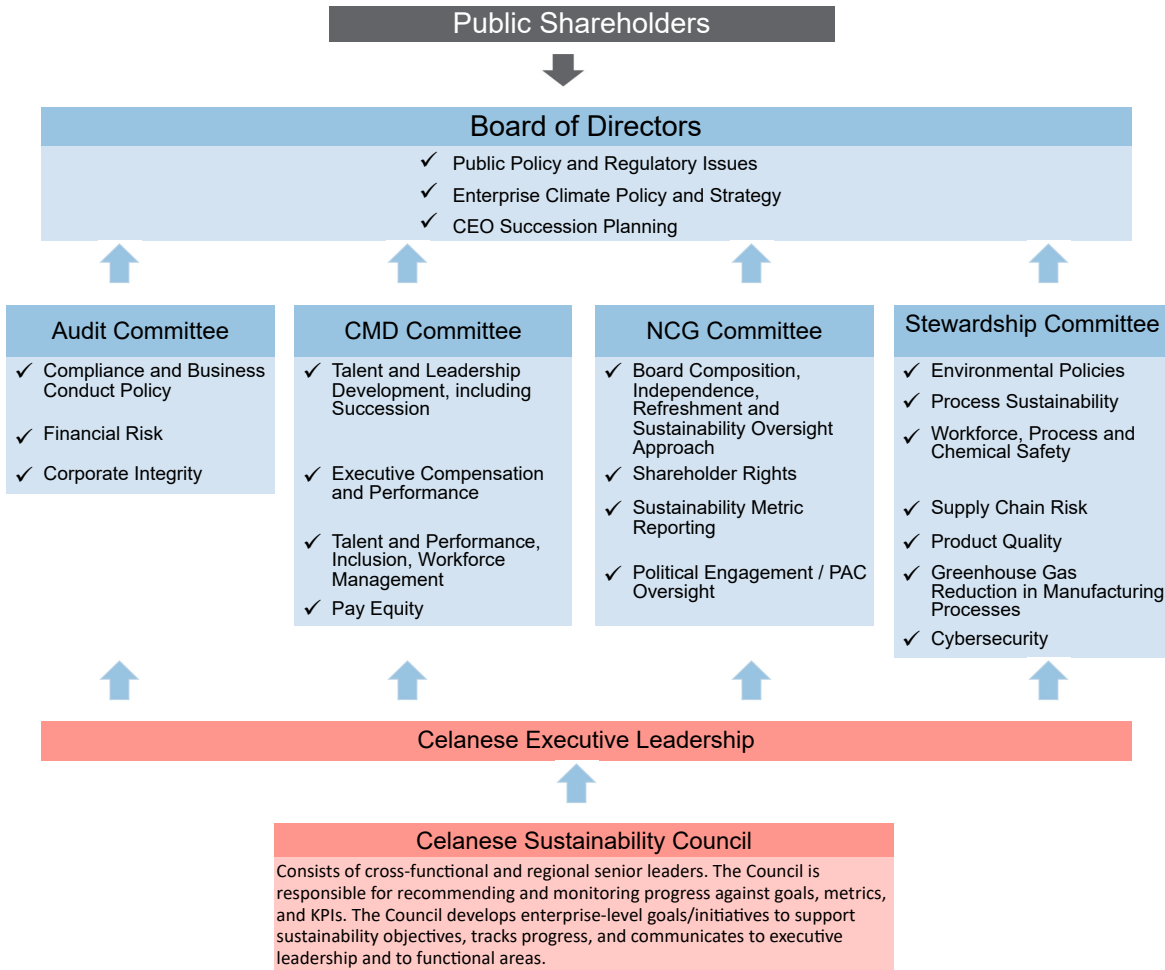 Public Shareholders
Board of Directors
✓ Public Policy and Regulatory Issues
✓ Enterprise Climate Policy and Strategy
✓ CEO Succession Planning
Audit Committee
✓ Compliance and Business
Conduct Policy
✓ Financial Risk
✓ Corporate Integrity
CMD Committee
✓ Talent and Leadership
Development, including
Succession
✓ Executive Compensation
and Performance
✓ Talent and Performance,
Inclusion, Workforce
Management
✓ Pay Equity
NCG Committee
✓ Board Composition,
Independence,
Refreshment and
Sustainability Oversight
Approach
✓ Shareholder Rights
✓ Sustainability Metric
Reporting
✓ Political Engagement / PAC
Oversight
Stewardship Committee
✓ Environmental Policies
✓ Process Sustainability
✓ Workforce, Process and
Chemical Safety
✓ Supply Chain Risk
✓ Product Quality
✓ Greenhouse Gas
Reduction in Manufacturing
Processes
✓ Cybersecurity
Celanese Executive Leadership
Celanese Sustainability Council
Consists of cross-functional and regional senior leaders. The Council is
responsible for recommending and monitoring progress against goals, metrics,
and KPIs. The Council develops enterprise-level goals/initiatives to support
sustainability objectives, tracks progress, and communicates to executive
leadership and to functional areas.